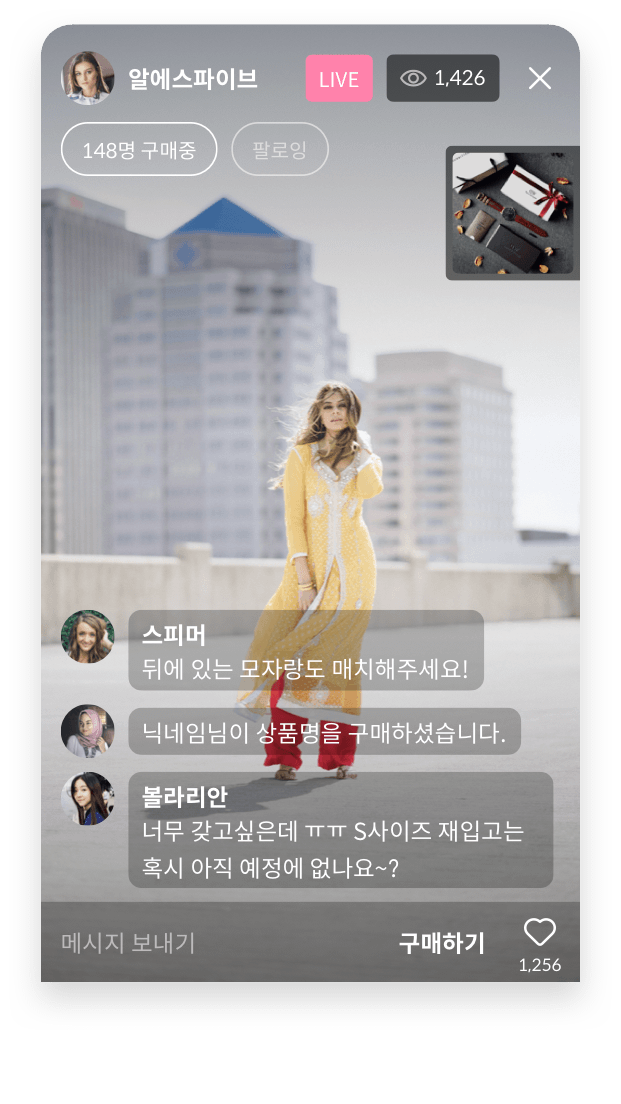 알에스파이브
LIVE
1,426
148명 구매중
팔로잉
스피머
뒤에 있는 모자랑도 매치해주세요!
닉네임님이 상품명을 구매하셨습니다.
볼라리안
너무 갖고싶은데 ㅠㅠ S사이즈 재입고는
혹시 아직 예정에 없나요~?
메시지 보내기
구매하기
1,256